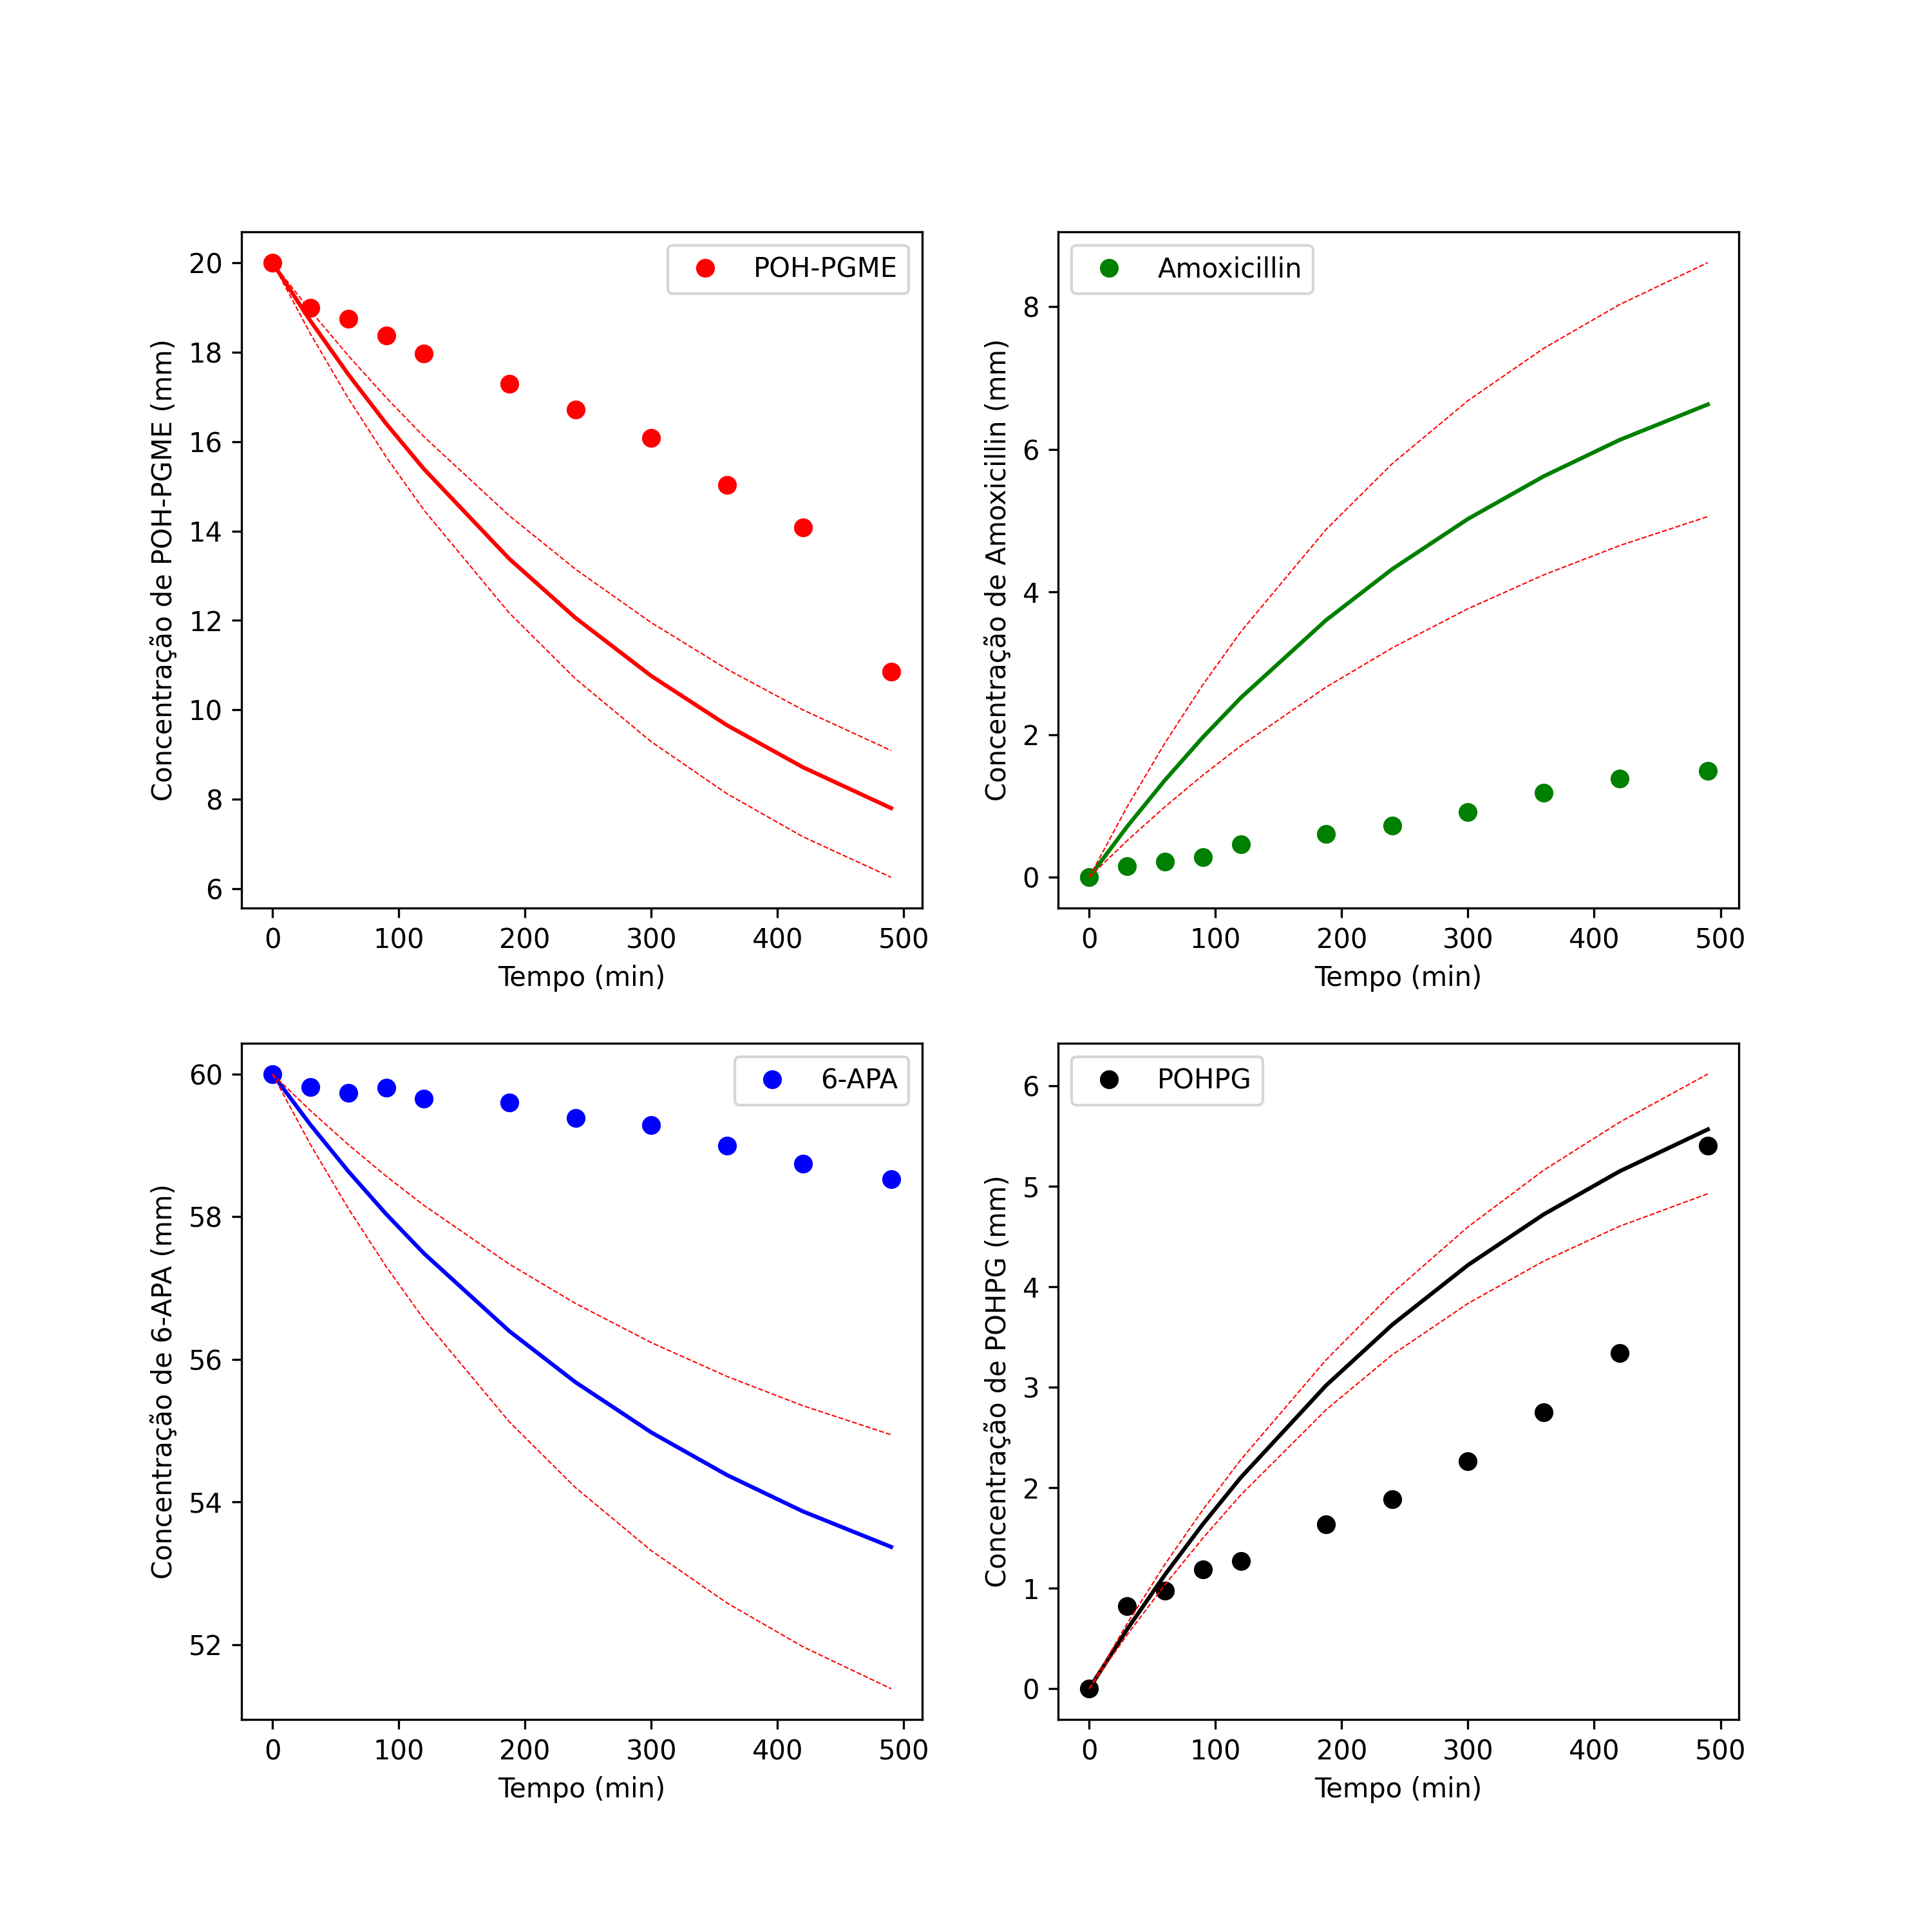 Concentração de POH-PGME (mm)
20
18
16
14
12
10
8
6
POH-PGME
0 100 200 300 400 500
Tempo (min)
Concentração de Amoxicillin (mm)
8
6
4
2
0
Amoxicillin
0 100 200 300 400 500
Tempo (min)
Concentração de 6-APA (mm)
60
58
56
54
52
6-APA
0 100 200 300 400 500
Tempo (min)
Concentração de POHPG (mm)
6
5
4
3
2
1
0
POHPG
0 100 200 300 400 500
Tempo (min)